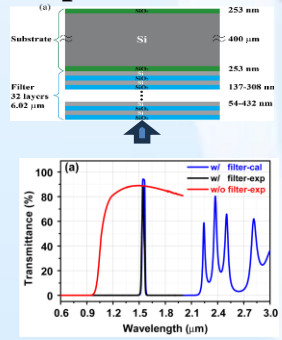 (a)
SiO₂
253 nm
Substrate
Si
400 μm
SiO₂
253 nm
Filter
32 layers
6.02 μm
137-308 nm
54-432 nm
(a)
w/ filter-cal
w/ filter-exp
w/o filter-exp
Transmittance (%)
100
80
60
40
20
0
0.6 0.9 1.2 1.5 1.8 2.1 2.4 2.7 3.0
Wavelength (μm)